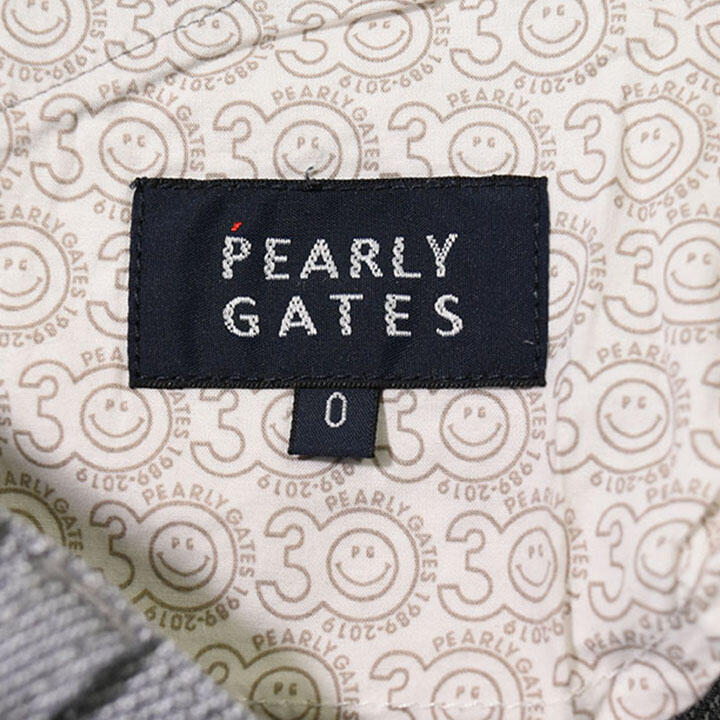 PEARLY
GATES
0
30
PG
PEARLY GATES 1989-2019